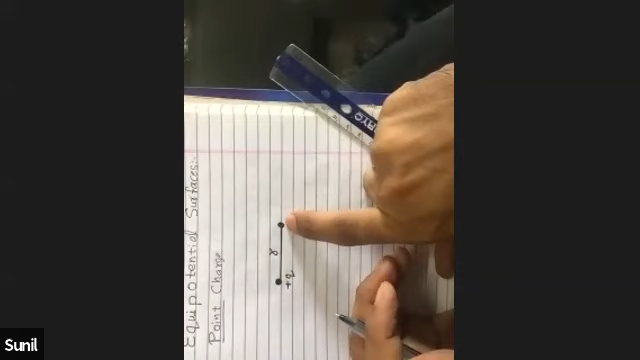 Equipotential Surfaces:-
Point Charge
r
+q
Sunil